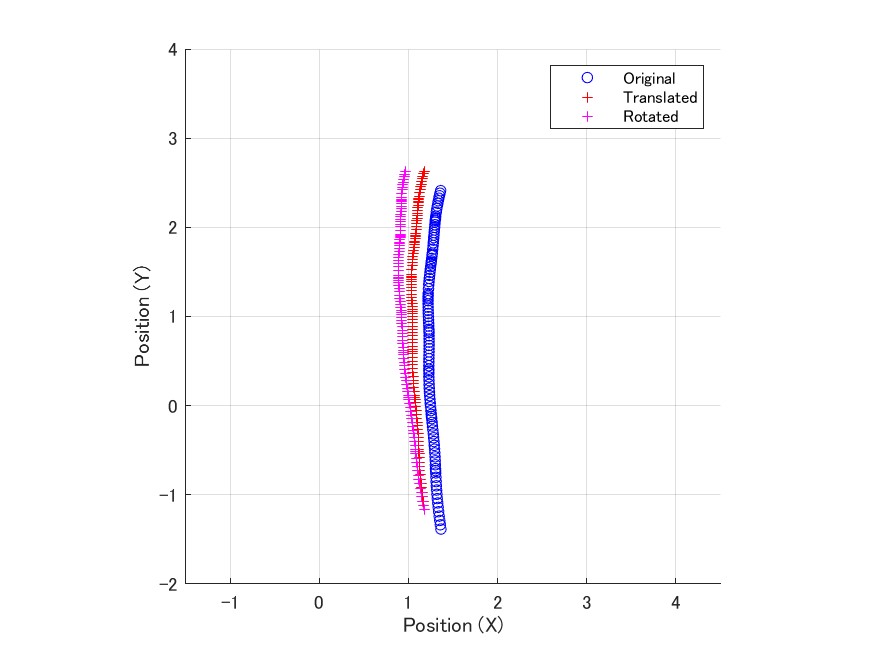 4
3
2
1
0
−1
−2
−1
0
1
2
3
4
Position (X)
Position (Y)
Original
Translated
Rotated